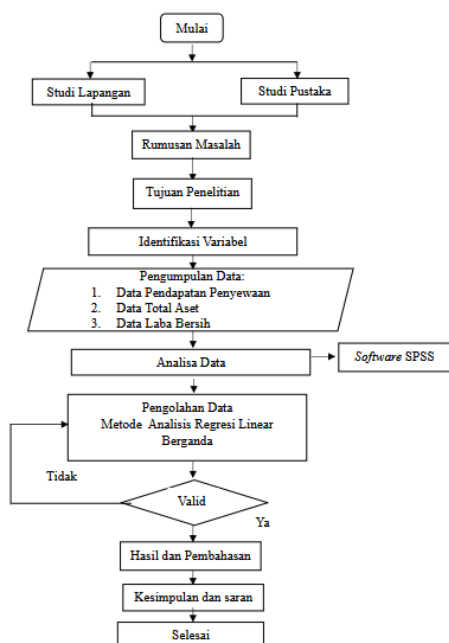 Mulai
Studi Lapangan
Studi Pustaka
Rumusan Masalah
Tujuan Penelitian
Identifikasi Variabel
Pengumpulan Data:
1. Data Pendapatan Penyewaan
2. Data Total Aset
3. Data Laba Bersih
Analisa Data
Software SPSS
Pengolahan Data
Metode Analisis Regresi Linear
Berganda
Tidak
Valid
Ya
Hasil dan Pembahasan
Kesimpulan dan saran
Selesai